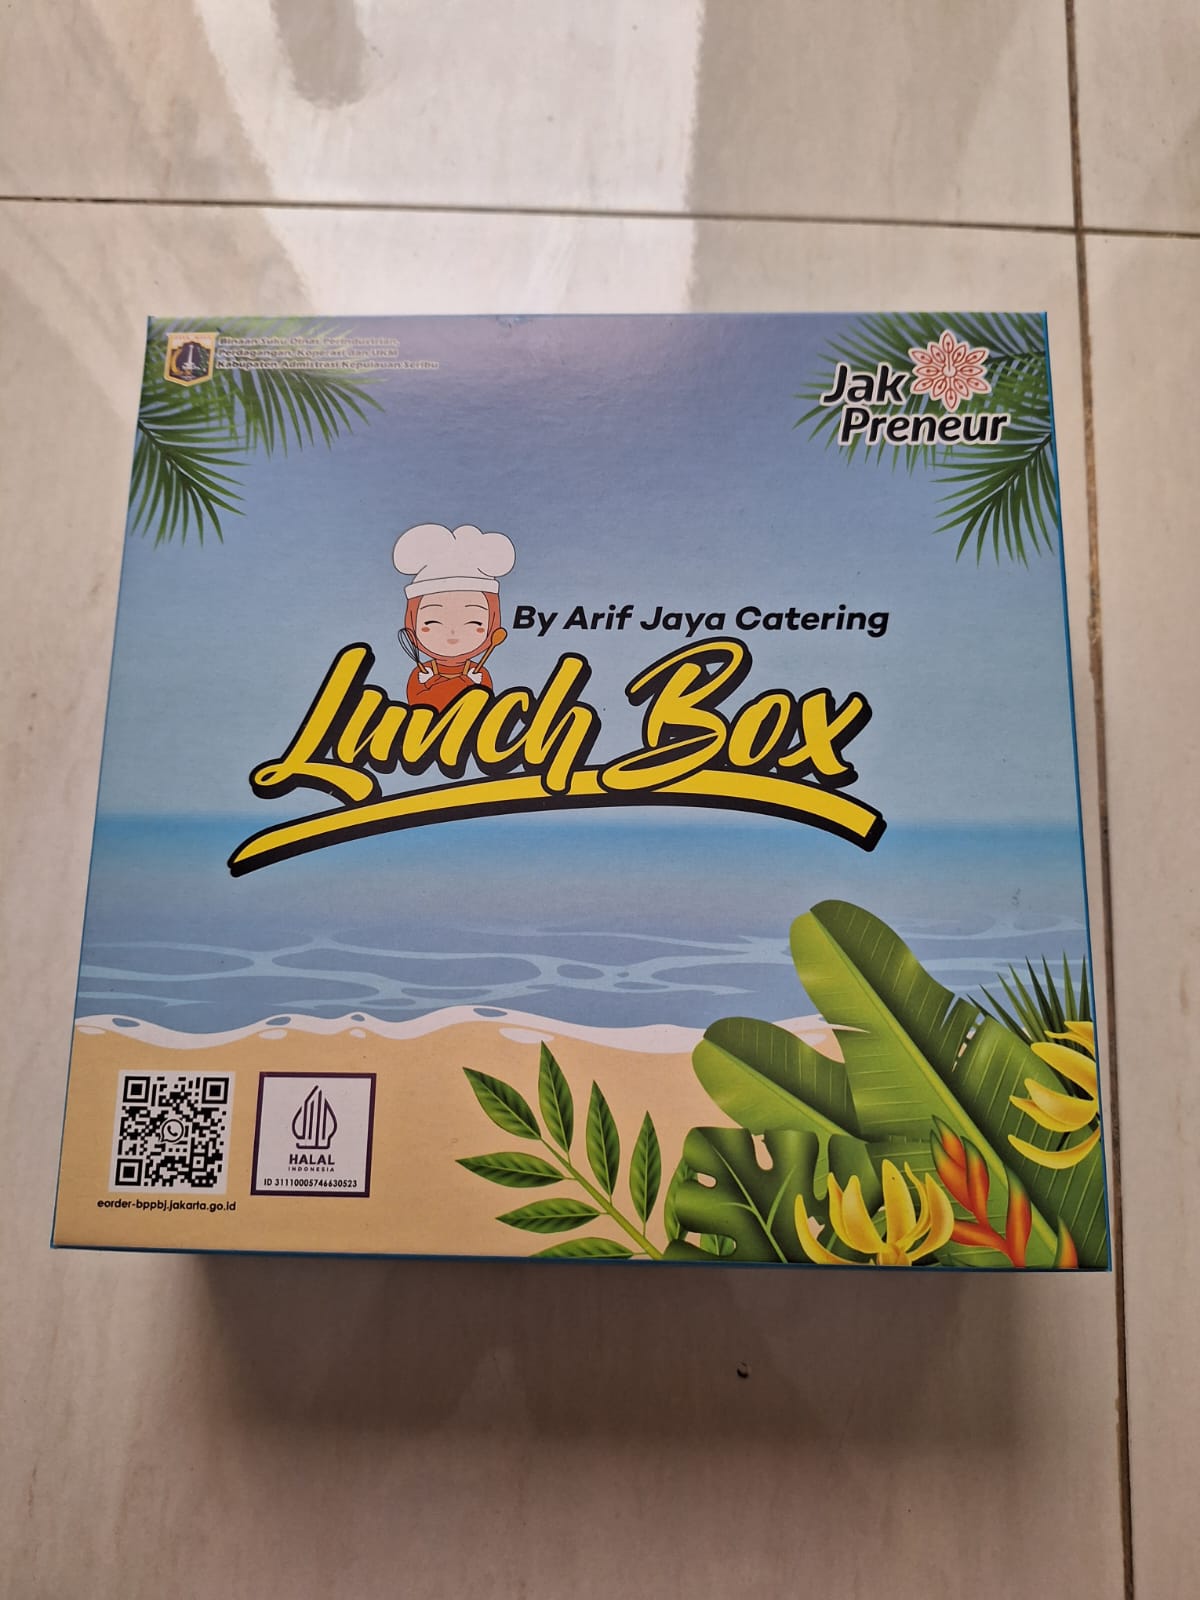 Binaan Suku Dinas Perindustrian,
Perdagangan, Koperasi dan UKM
Kabupaten Admistrasi Kepulauan Seribu
Jak
Preneur
By Arif Jaya Catering
Lunch Box
HALAL
INDONESIA
ID 31110005746630523
eorder-bppbj.jakarta.go.id